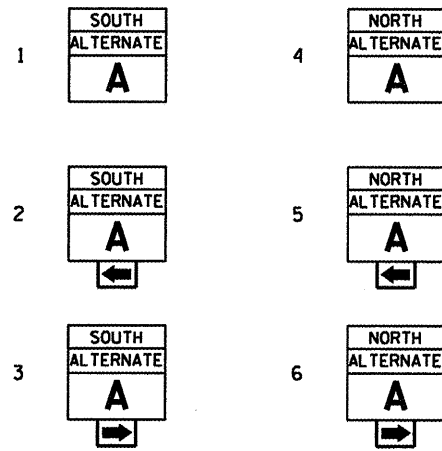 1
SOUTH
ALTERNATE
A
4
NORTH
ALTERNATE
A
2
SOUTH
ALTERNATE
A
5
NORTH
ALTERNATE
A
3
SOUTH
ALTERNATE
A
6
NORTH
ALTERNATE
A